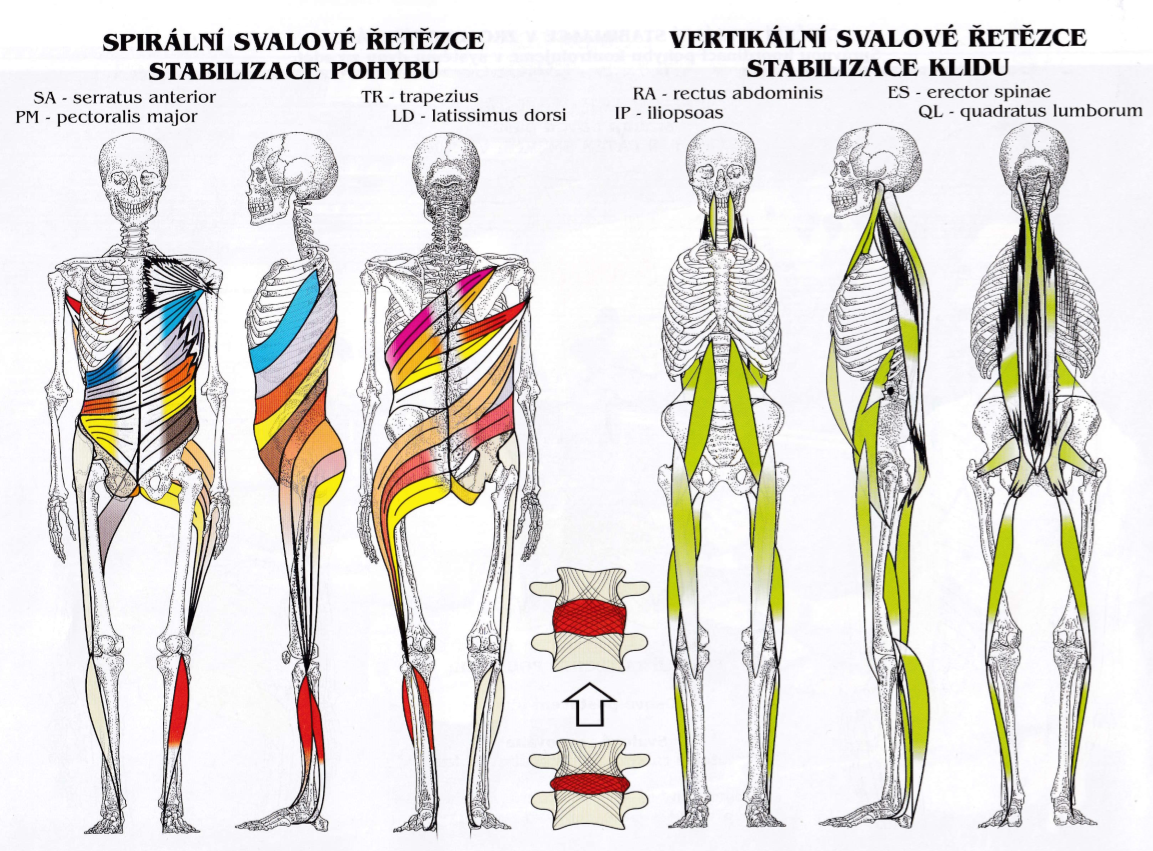 SPIRÁLNÍ SVALOVÉ ŘETĚZCE
STABILIZACE POHYBU
SA - serratus anterior
PM - pectoralis major
TR - trapezius
LD - latissimus dorsi
VERTIKÁLNÍ SVALOVÉ ŘETĚZCE
STABILIZACE KLIDU
RA - rectus abdominis
IP - iliopsoas
ES - erector spinae
QL - quadratus lumborum